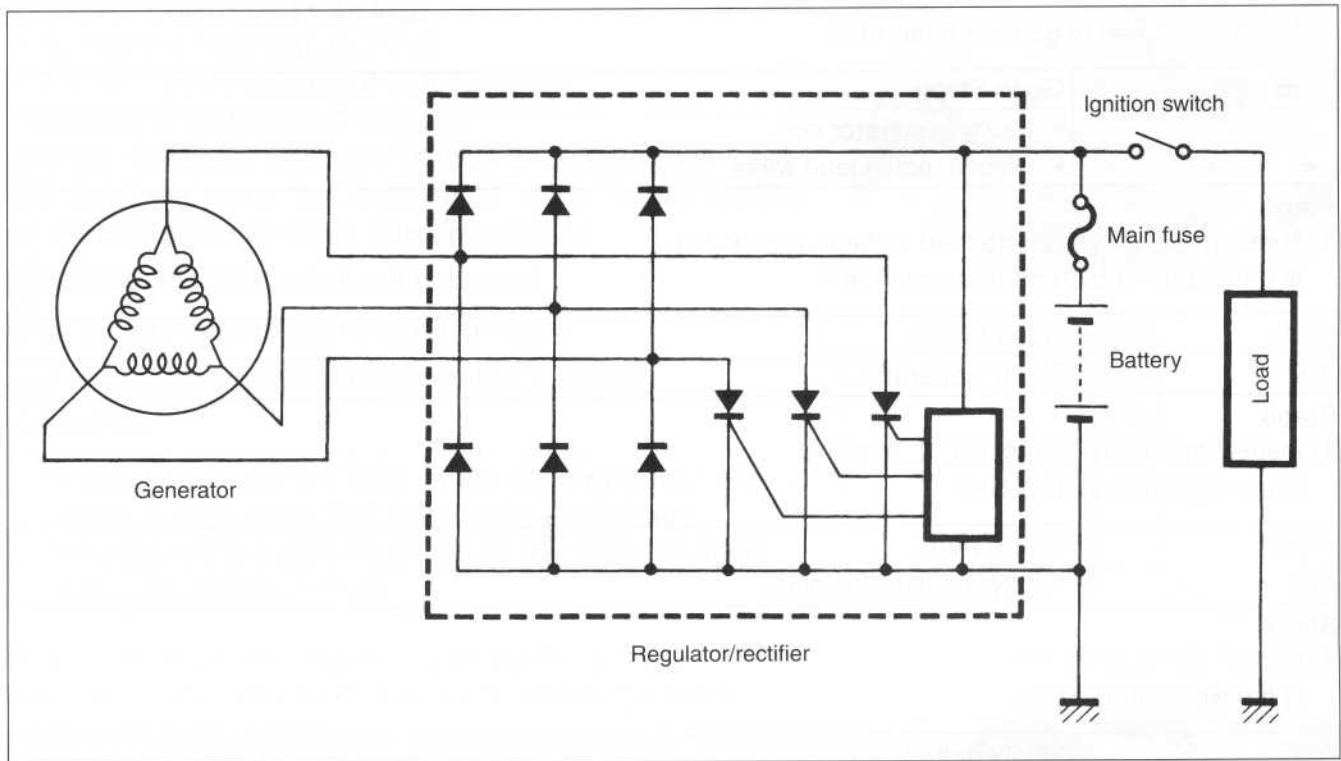 Ignition switch
Main fuse
Battery
Load
Generator
Regulator/rectifier